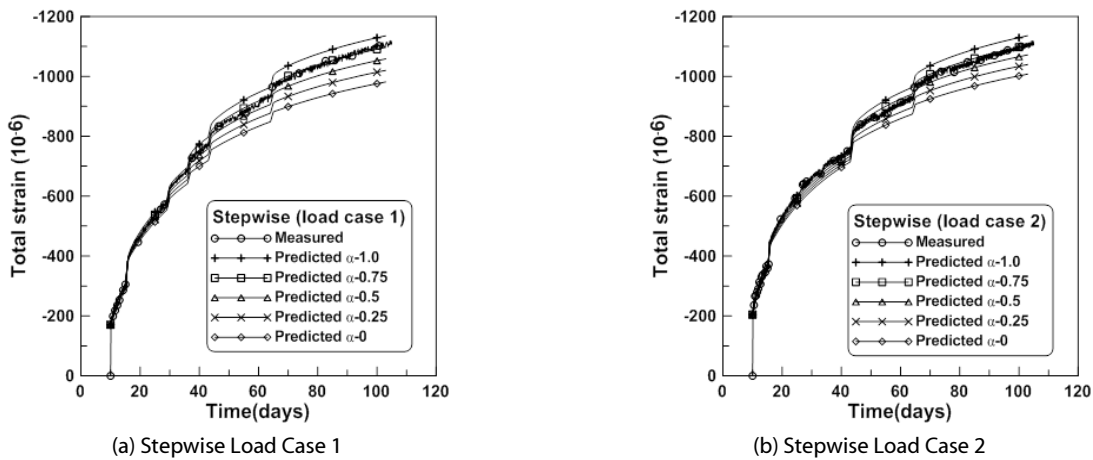 -1200
-1000
-800
-600
-400
-200
0
Total strain (10-6)
Stepwise (load case 1)
Measured
Predicted α-1.0
Predicted α-0.75
Predicted α-0.5
Predicted α-0.25
Predicted α-0
0 20 40 60 80 100 120
Time(days)
(a) Stepwise Load Case 1
-1200
-1000
-800
-600
-400
-200
0
Total strain (10-6)
Stepwise (load case 2)
Measured
Predicted α-1.0
Predicted α-0.75
Predicted α-0.5
Predicted α-0.25
Predicted α-0
0 20 40 60 80 100 120
Time(days)
(b) Stepwise Load Case 2